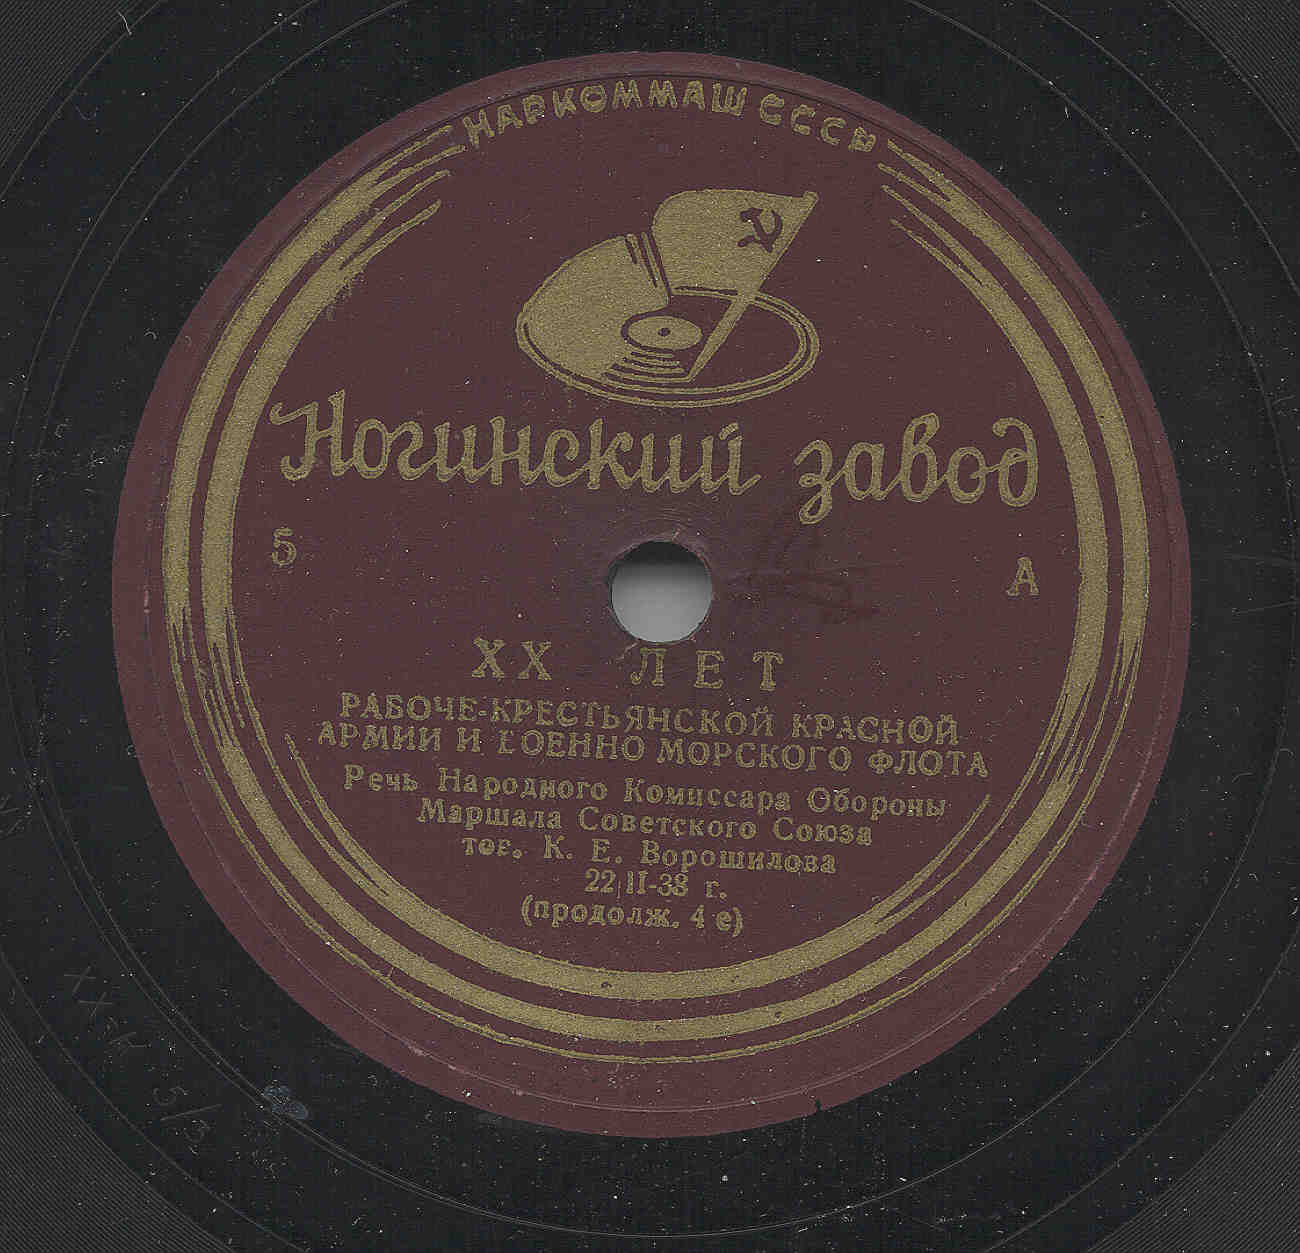 НАРКОММАШ СССР
Ногинский завод
5
А
XX ЛЕТ
РАБОЧЕ-КРЕСТЬЯНСКОЙ КРАСНОЙ
АРМИИ И ВОЕННО МОРСКОГО ФЛОТА
Речь Народного Комиссара Обороны
Маршала Советского Союза
тов. К. Е. Ворошилова
22|II-38 г.
(продолж. 4 е)